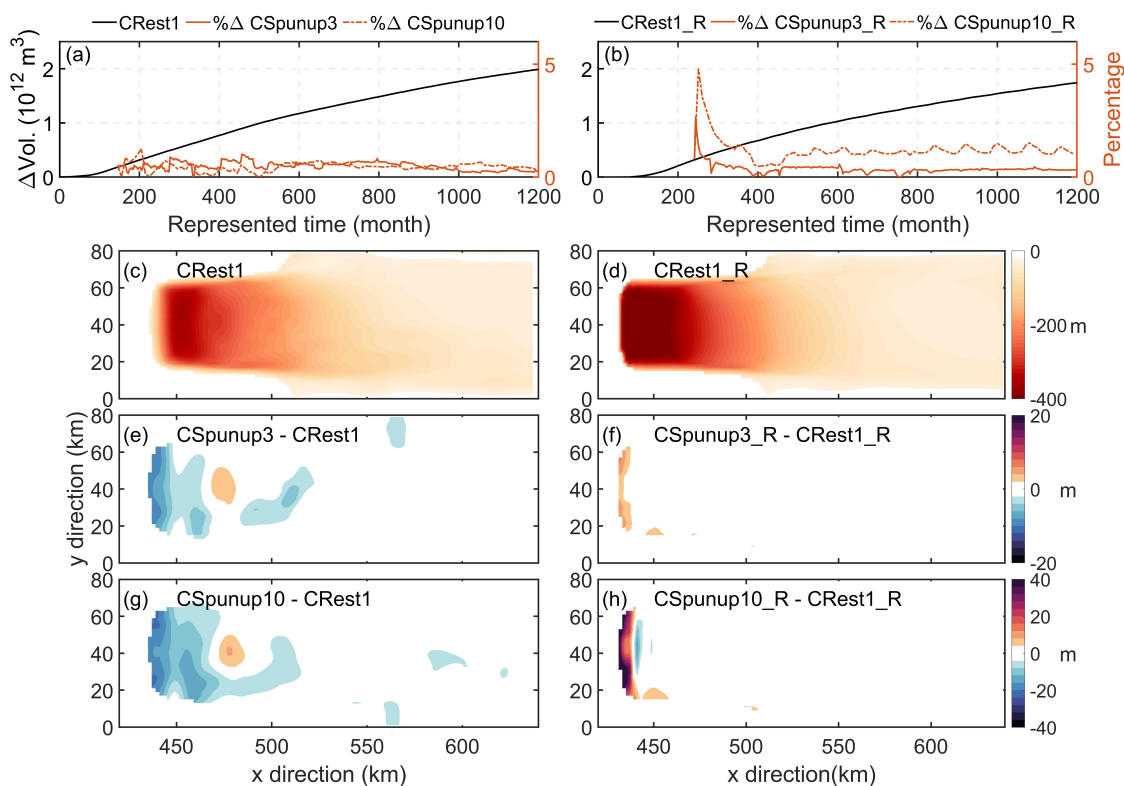 CRest1 %Δ CSpunup3 %Δ CSpunup10
CRest1_R %Δ CSpunup3_R %Δ CSpunup10_R
(a)
ΔVol. (10^12 m^3)
2
1
0
5
0
200 400 600 800 1000 1200
Represented time (month)
(b)
2
1
0
5
0
Percentage
200 400 600 800 1000 1200
Represented time (month)
(c) CRest1
80
60
40
20
0
(d) CRest1_R
80
60
40
20
0
0
-200 m
-400
(e) CSpunup3 - CRest1
80
60
40
20
0
y direction (km)
(f) CSpunup3_R - CRest1_R
80
60
40
20
0
20
10
0 m
-10
-20
(g) CSpunup10 - CRest1
80
60
40
20
0
450 500 550 600
x direction (km)
(h) CSpunup10_R - CRest1_R
80
60
40
20
0
450 500 550 600
x direction(km)
40
20
0 m
-20
-40